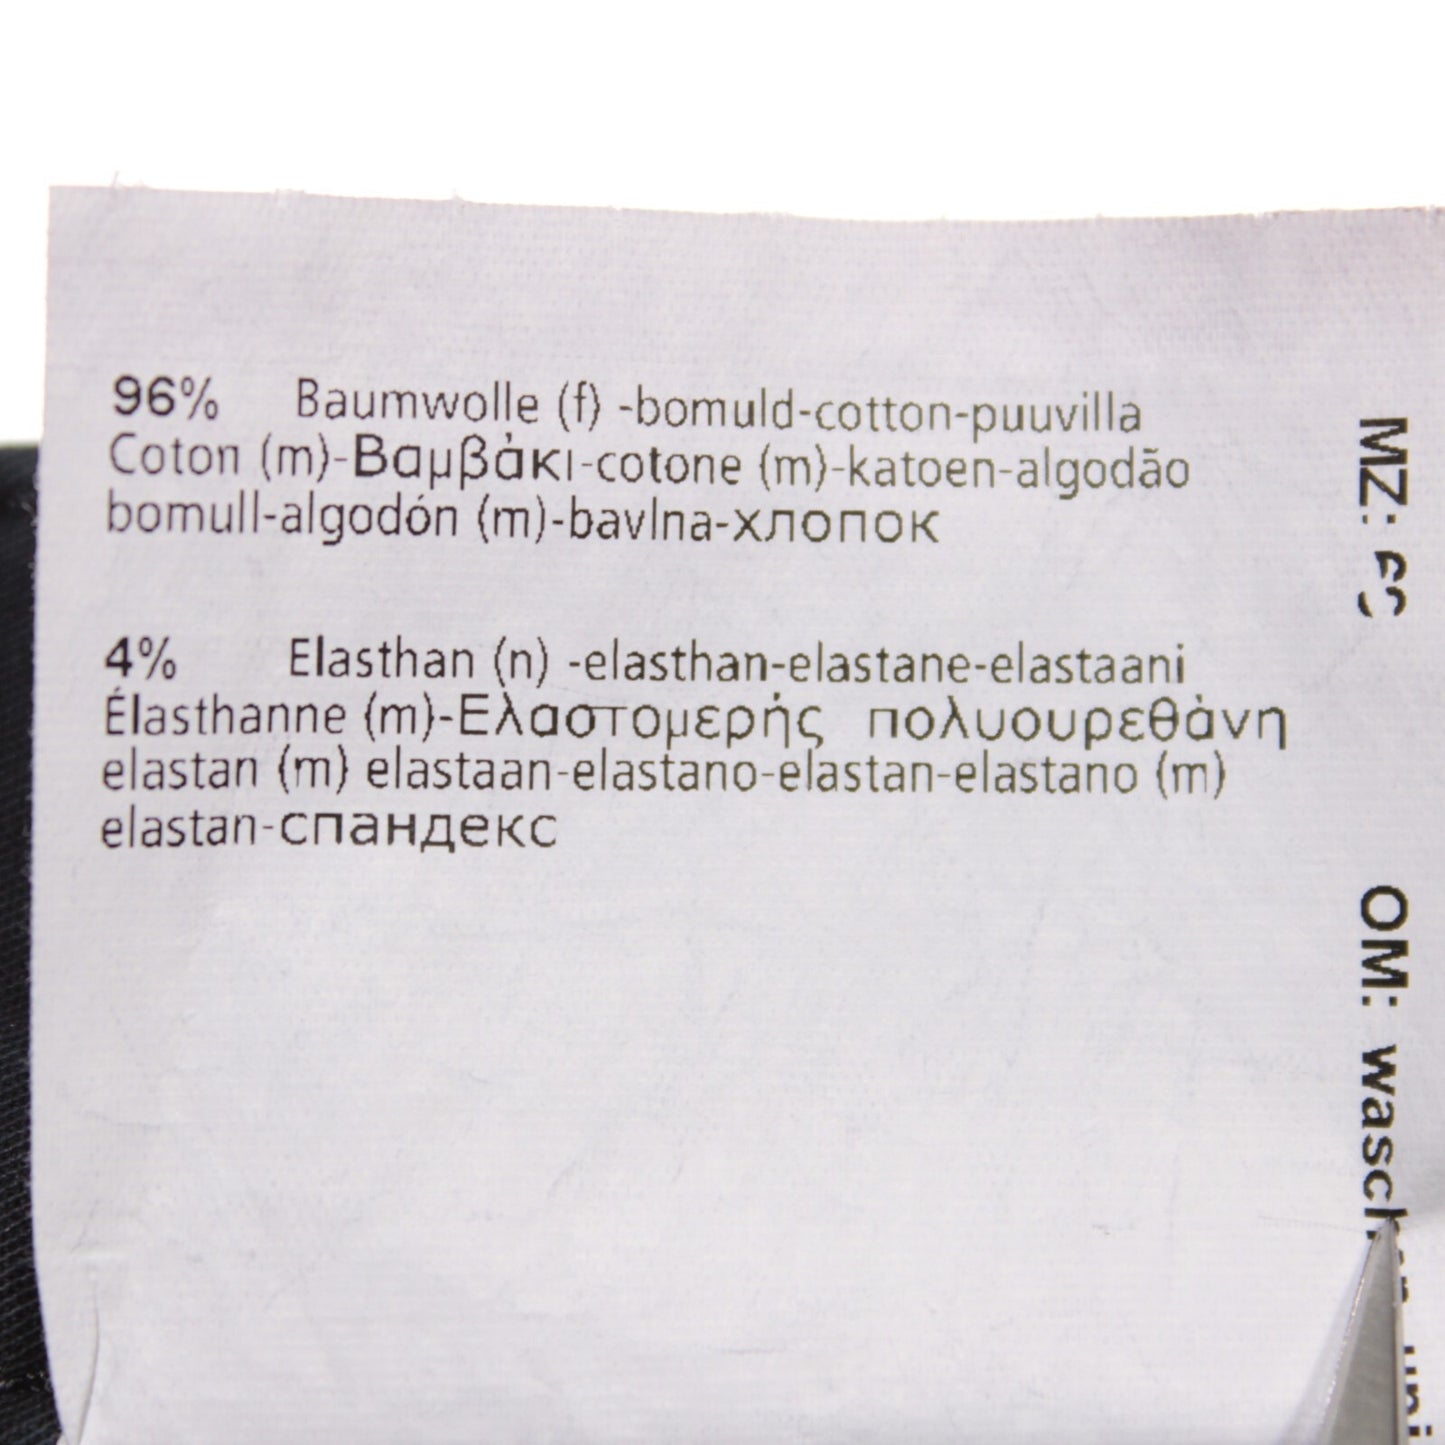 96% Baumwolle (f) -bomuld-cotton-puuvilla
Coton (m)-Βαμβάκι-cotone (m)-katoen-algodão
bomull-algodón (m)-bavlna-хлопок
4% Elasthan (n) -elasthan-elastane-elastaani
Élasthanne (m)-Ελαστομερής πολυουρεθάνη
elastan (m) elastaan-elastano-elastan-elastano (m)
elastan-спандекс
MZ:
OM: